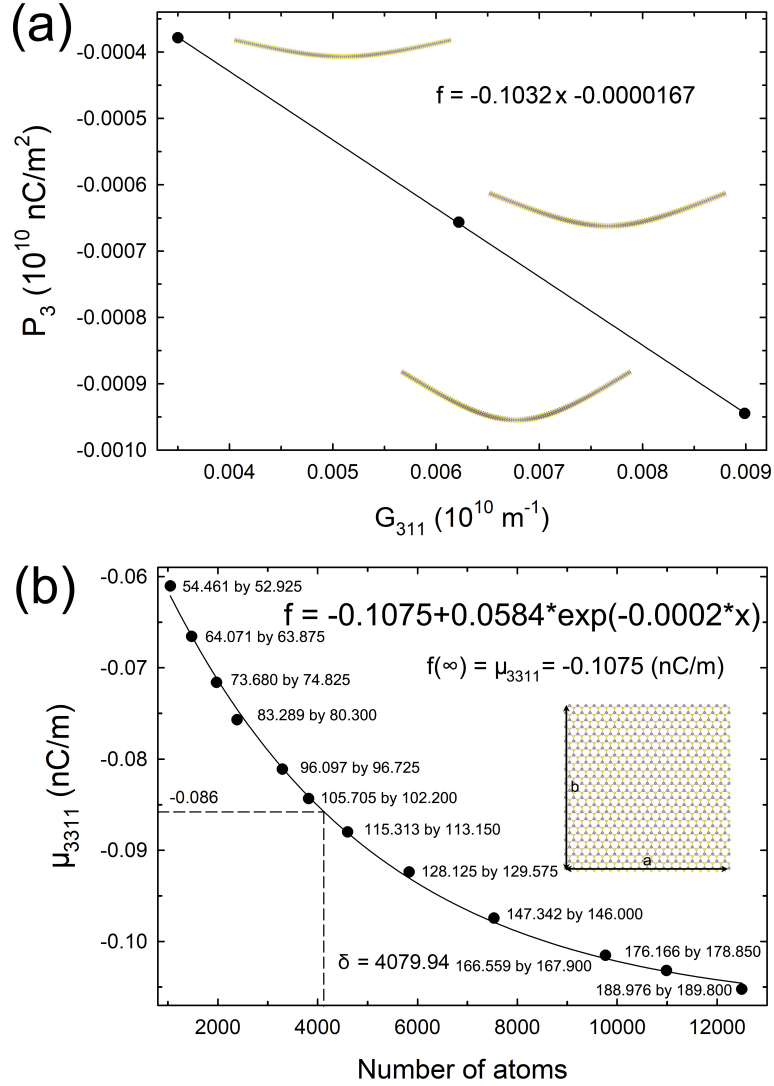 (a)
-0.0004
-0.0005
-0.0006
-0.0007
-0.0008
-0.0009
-0.0010
P3 (10^10 nC/m^2)
f = -0.1032x -0.0000167
0.004 0.005 0.006 0.007 0.008 0.009
G311 (10^10 m^-1)
(b)
-0.06
-0.07
-0.08
-0.09
-0.10
μ3311 (nC/m)
54.461 by 52.925
f = -0.1075+0.0584*exp(-0.0002*x)
64.071 by 63.875
f(∞) = μ3311= -0.1075 (nC/m)
73.680 by 74.825
83.289 by 80.300
96.097 by 96.725
-0.086
105.705 by 102.200
b
115.313 by 113.150
a
128.125 by 129.575
147.342 by 146.000
δ = 4079.94
166.559 by 167.900
176.166 by 178.850
188.976 by 189.800
2000 4000 6000 8000 10000 12000
Number of atoms